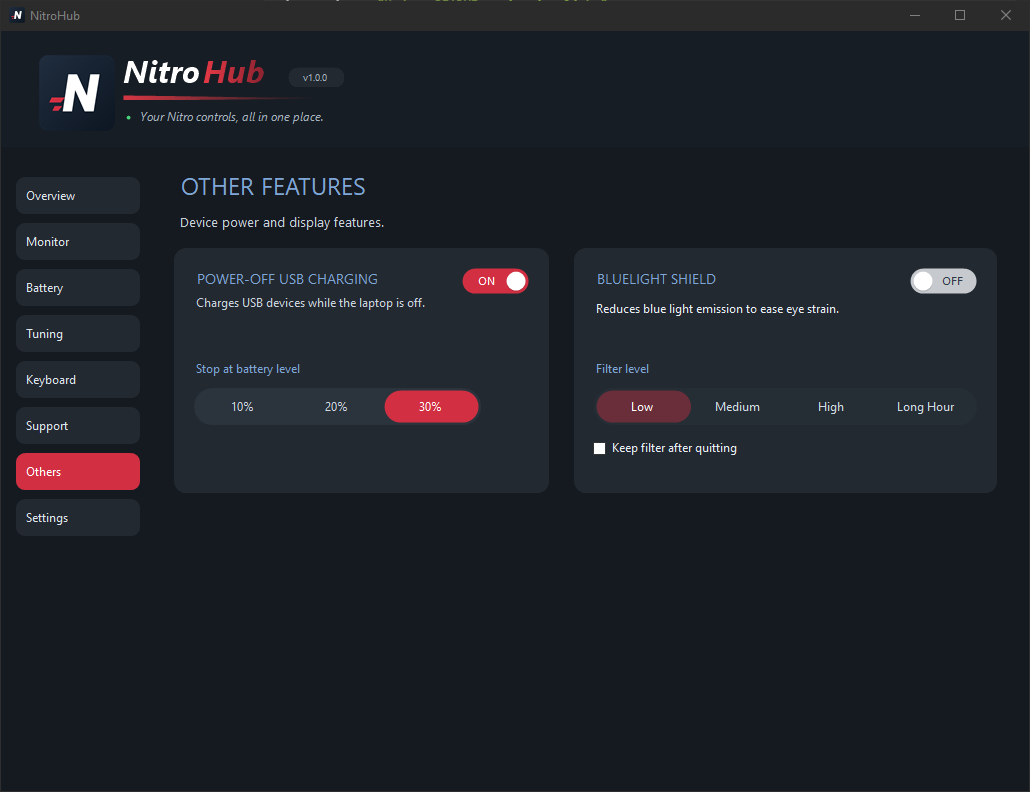 NitroHub
N
Nitro Hub
v1.0.0
Your Nitro controls, all in one place.
Overview
Monitor
Battery
Tuning
Keyboard
Support
Others
Settings
OTHER FEATURES
Device power and display features.
POWER-OFF USB CHARGING
ON
Charges USB devices while the laptop is off.
Stop at battery level
10% 20% 30%
BLUELIGHT SHIELD
OFF
Reduces blue light emission to ease eye strain.
Filter level
Low Medium High Long Hour
Keep filter after quitting